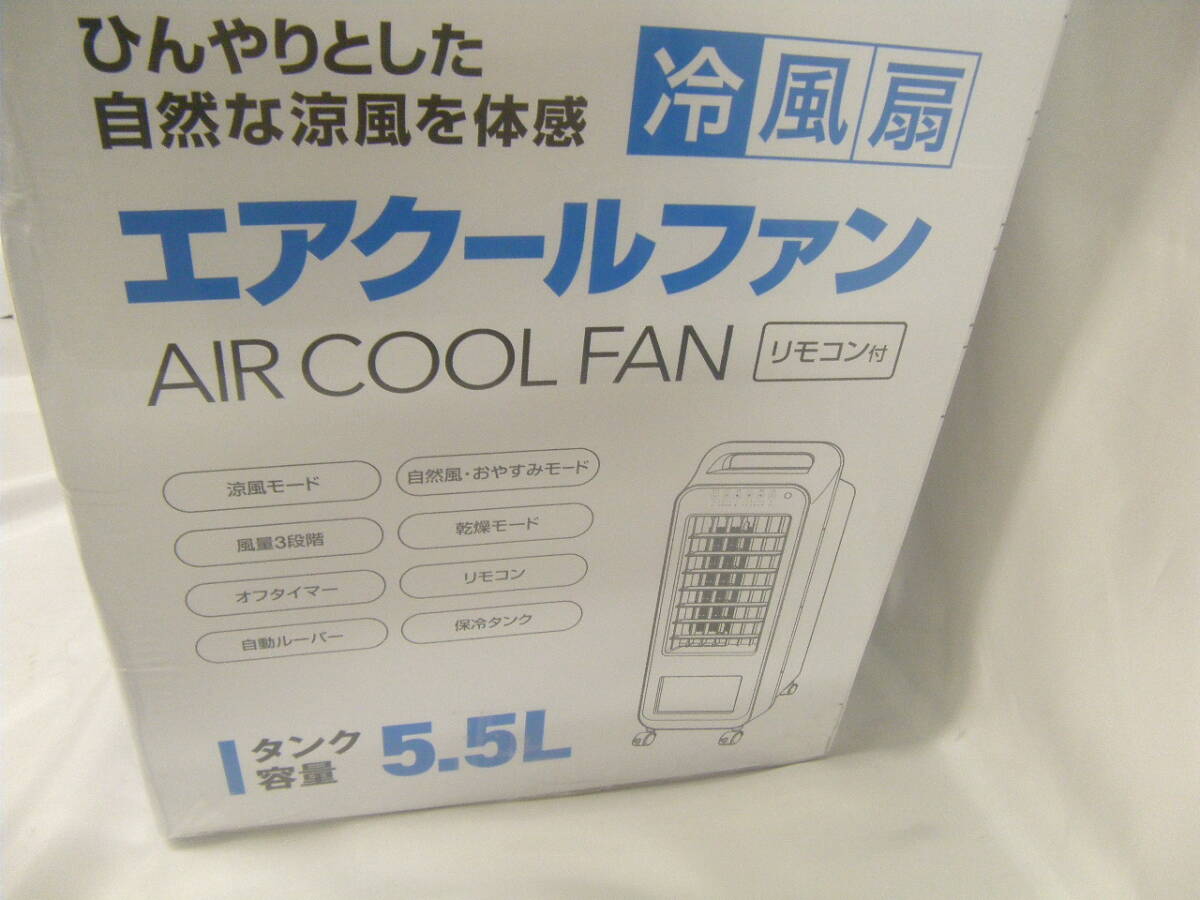 ひんやりとした
自然な涼風を体感
冷風扇
エアクールファン
AIR COOL FAN
リモコン付
涼風モード
自然風・おやすみモード
風量3段階
乾燥モード
オフタイマー
リモコン
自動ルーバー
保冷タンク
タンク
容量
5.5L